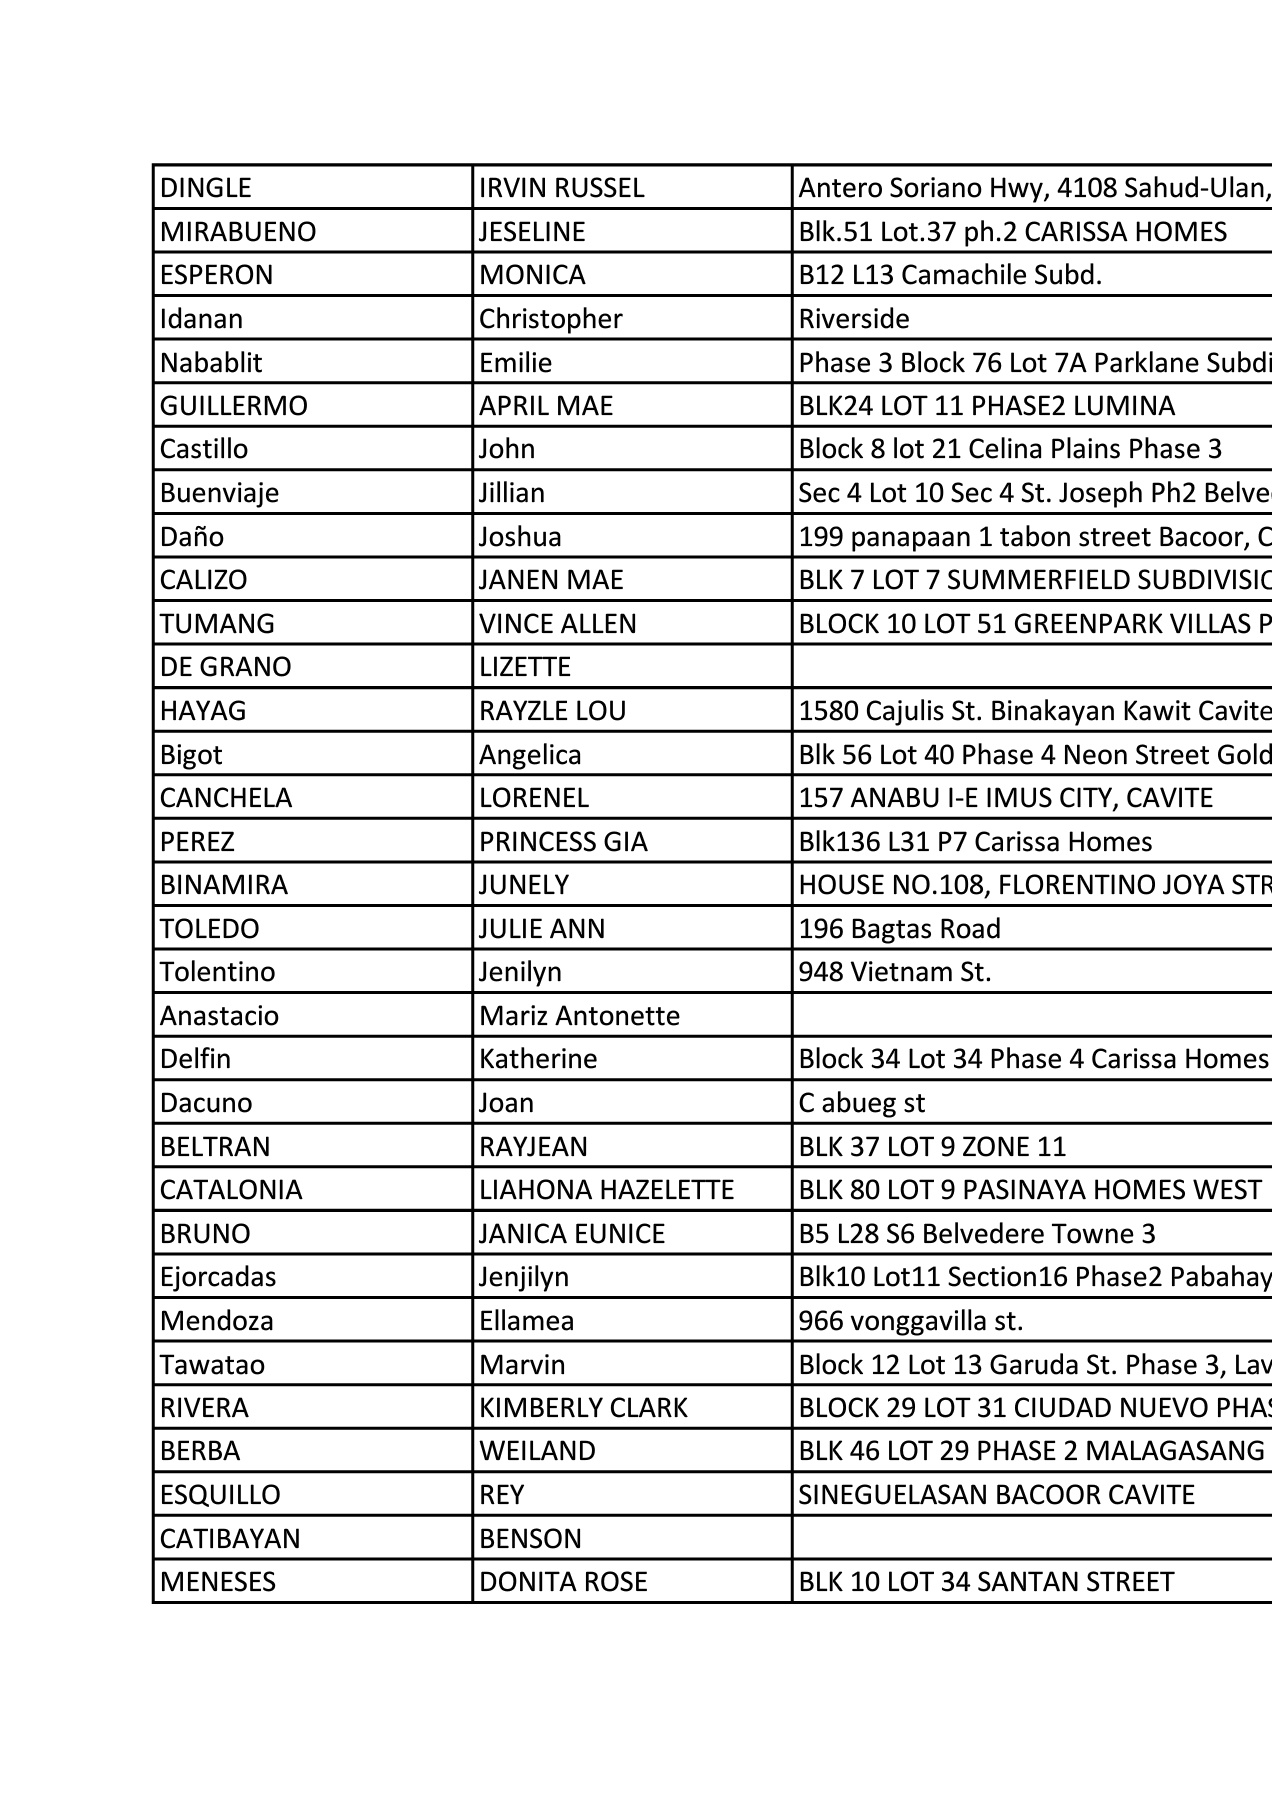 DINGLE IRVIN RUSSEL Antero Soriano Hwy, 4108 Sahud-Ulan,
MIRABUENO JESELINE Blk.51 Lot.37 ph.2 CARISSA HOMES
ESPERON MONICA B12 L13 Camachile Subd.
Idanan Christopher Riverside
Nabablit Emilie Phase 3 Block 76 Lot 7A Parklane Subdi
GUILLERMO APRIL MAE BLK24 LOT 11 PHASE2 LUMINA
Castillo John Block 8 lot 21 Celina Plains Phase 3
Buenviaje Jillian Sec 4 Lot 10 Sec 4 St. Joseph Ph2 Belve
Daño Joshua 199 panapaan 1 tabon street Bacoor, C
CALIZO JANEN MAE BLK 7 LOT 7 SUMMERFIELD SUBDIVISIO
TUMANG VINCE ALLEN BLOCK 10 LOT 51 GREENPARK VILLAS P
DE GRANO LIZETTE
HAYAG RAYZLE LOU 1580 Cajulis St. Binakayan Kawit Cavite
Bigot Angelica Blk 56 Lot 40 Phase 4 Neon Street Gold
CANCHELA LORENEL 157 ANABU I-E IMUS CITY, CAVITE
PEREZ PRINCESS GIA Blk136 L31 P7 Carissa Homes
BINAMIRA JUNELY HOUSE NO.108, FLORENTINO JOYA STR
TOLEDO JULIE ANN 196 Bagtas Road
Tolentino Jenilyn 948 Vietnam St.
Anastacio Mariz Antonette
Delfin Katherine Block 34 Lot 34 Phase 4 Carissa Homes
Dacuno Joan C abueg st
BELTRAN RAYJEAN BLK 37 LOT 9 ZONE 11
CATALONIA LIAHONA HAZELETTE BLK 80 LOT 9 PASINAYA HOMES WEST
BRUNO JANICA EUNICE B5 L28 S6 Belvedere Towne 3
Ejorcadas Jenjilyn Blk10 Lot11 Section16 Phase2 Pabahay
Mendoza Ellamea 966 vonggavilla st.
Tawatao Marvin Block 12 Lot 13 Garuda St. Phase 3, Lav
RIVERA KIMBERLY CLARK BLOCK 29 LOT 31 CIUDAD NUEVO PHAS
BERBA WEILAND BLK 46 LOT 29 PHASE 2 MALAGASANG
ESQUILLO REY SINEGUELASAN BACOOR CAVITE
CATIBAYAN BENSON
MENESES DONITA ROSE BLK 10 LOT 34 SANTAN STREET